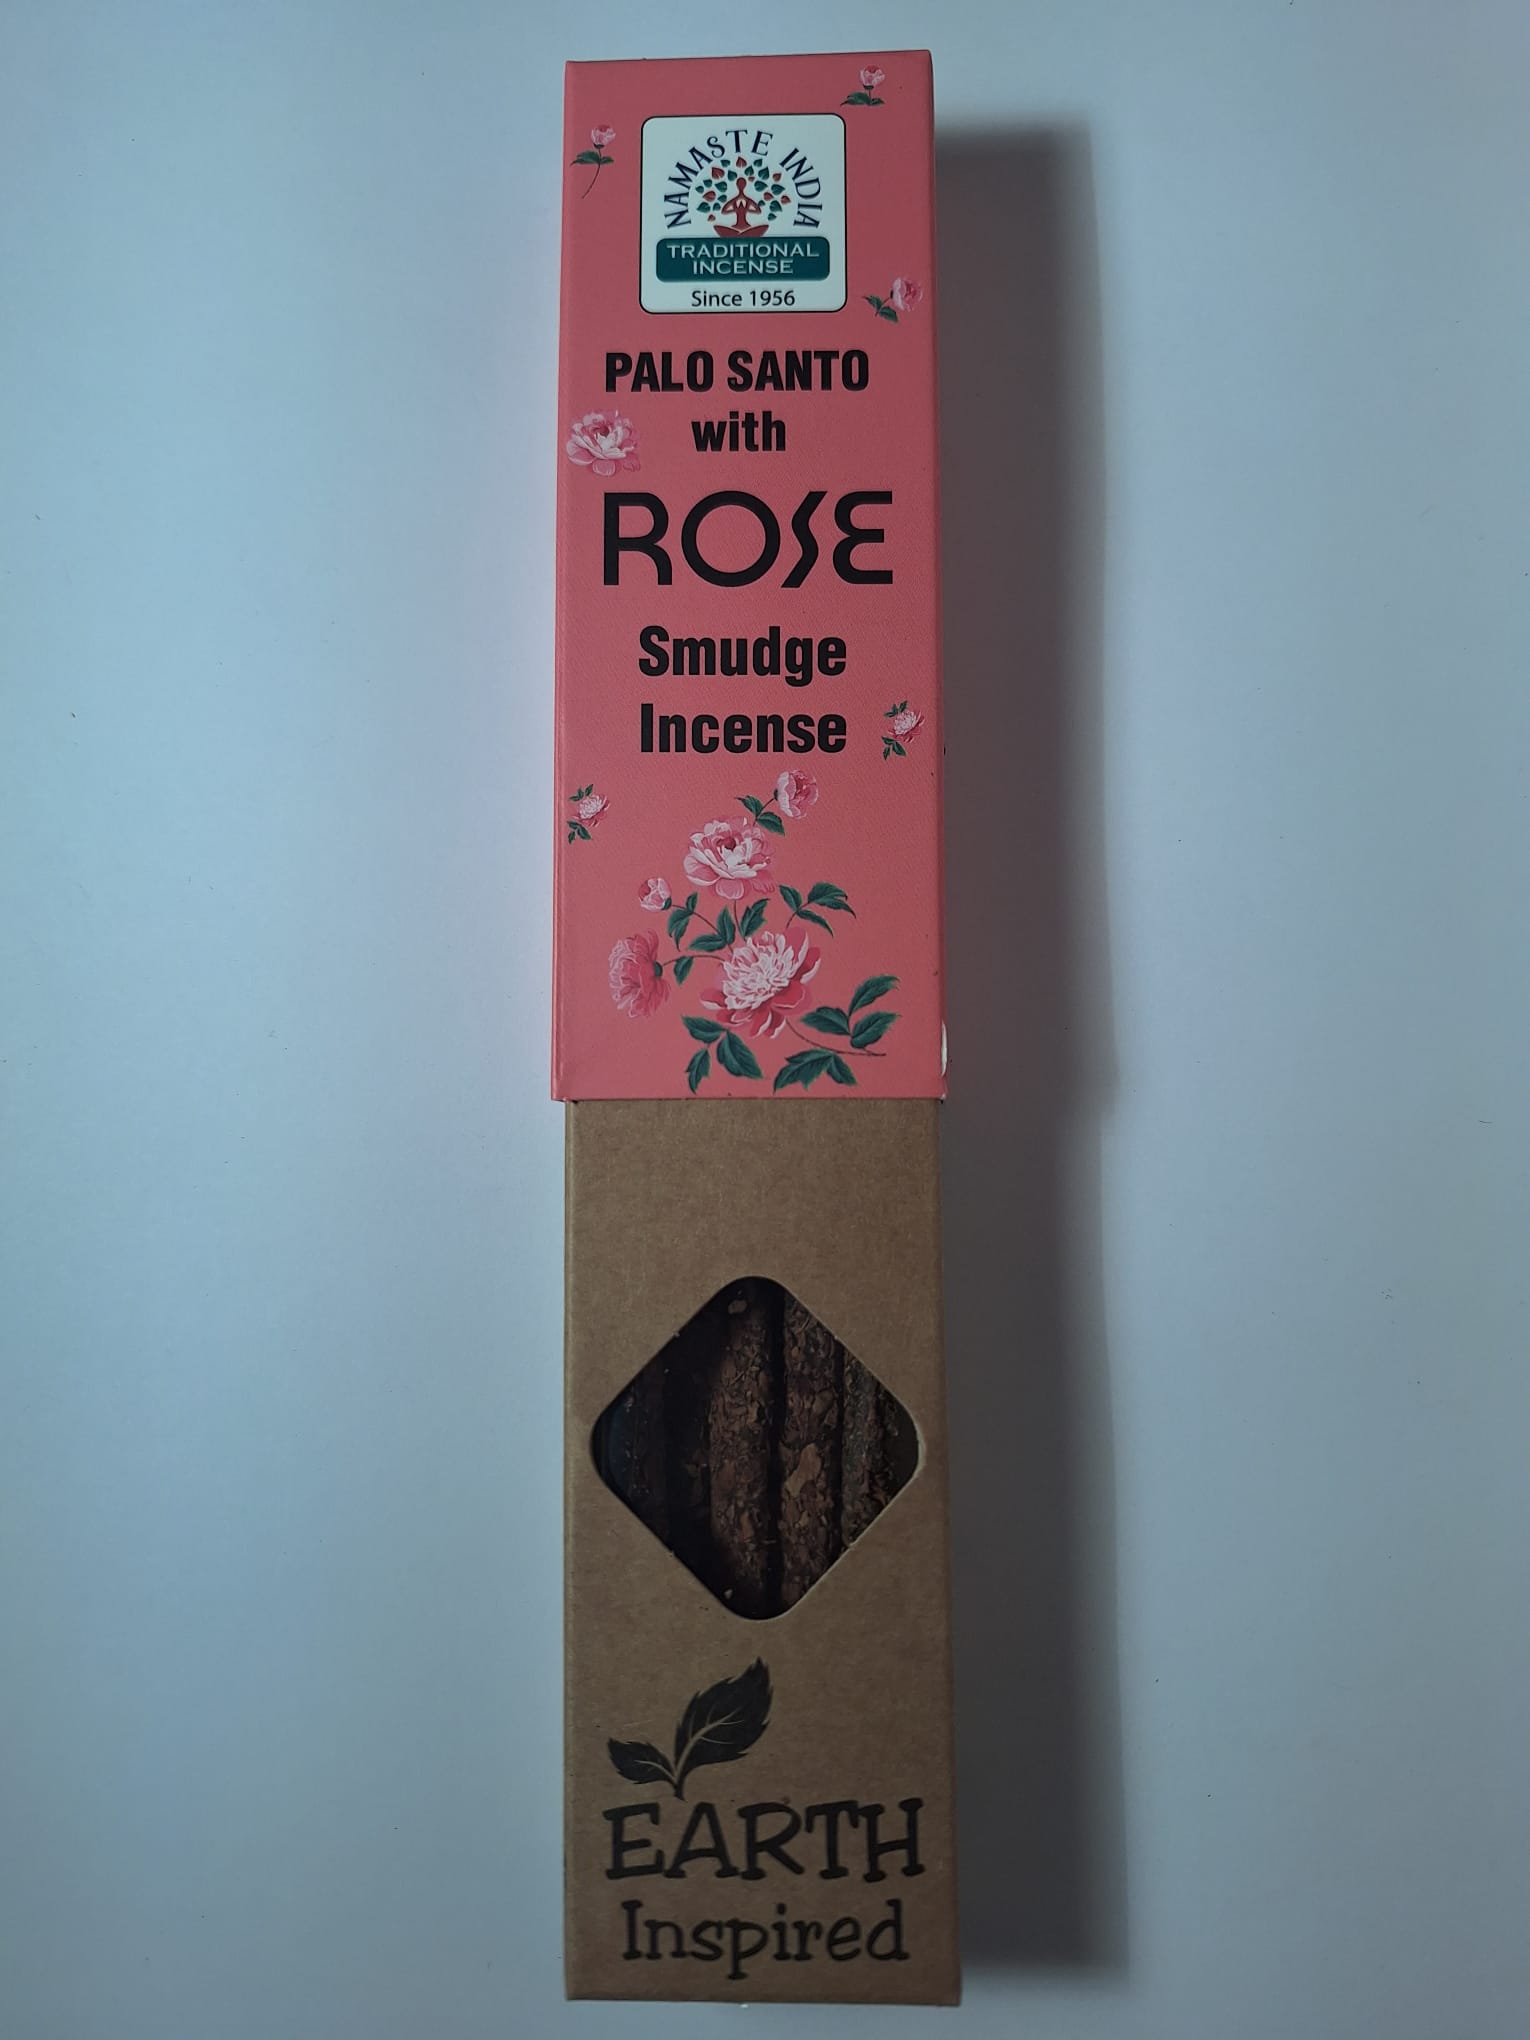 NAMASTE INDIA
TRADITIONAL
INCENSE
Since 1956
PALO SANTO
with
ROSE
Smudge
Incense
EARTH
Inspired